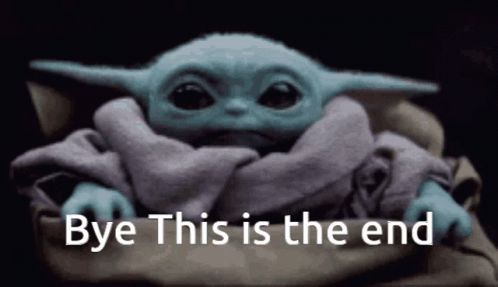 Bye This is the end